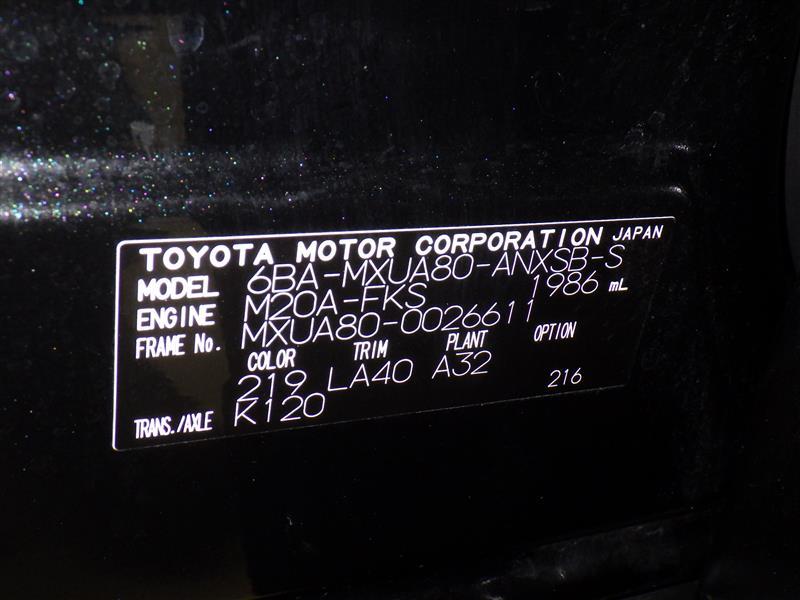 TOYOTA MOTOR CORPORATION JAPAN
MODEL 6BA-MXUA80-ANXSB-S
ENGINE M20A-FKS 1986 mL
FRAME No. MXUA80-0026611
COLOR TRIM PLANT OPTION
219 LA40 A32 216
TRANS./AXLE K120